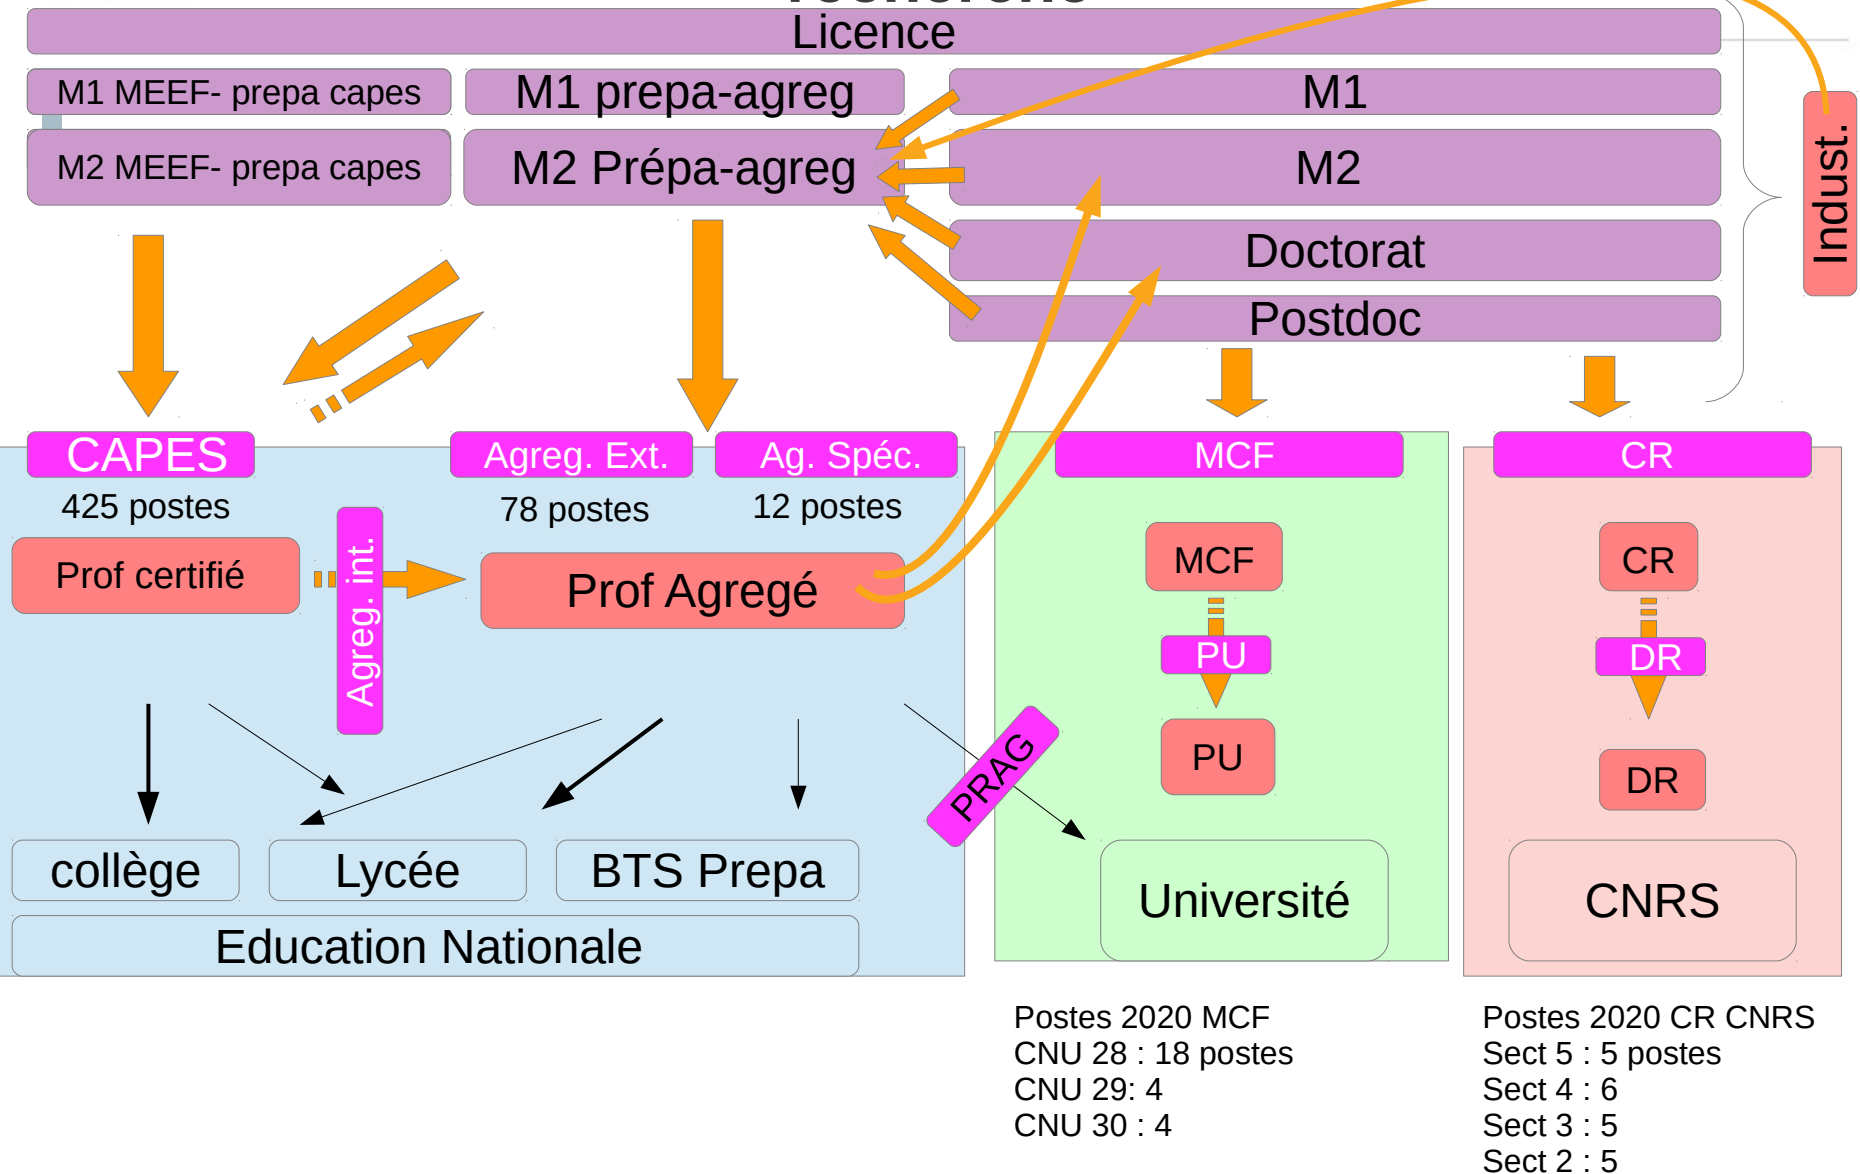 Licence
M1 MEEF- prepa capes
M1 prepa-agreg
M1
M2 MEEF- prepa capes
M2 Prépa-agreg
M2
Indust.
Doctorat
Postdoc
CAPES
Agreg. Ext.
Ag. Spéc.
MCF
CR
425 postes
78 postes
12 postes
Prof certifié
Agreg. int.
Prof Agregé
MCF
CR
PU
DR
PRAG
PU
DR
collège
Lycée
BTS Prepa
Université
CNRS
Education Nationale
Postes 2020 MCF
CNU 28 : 18 postes
CNU 29: 4
CNU 30 : 4
Postes 2020 CR CNRS
Sect 5 : 5 postes
Sect 4 : 6
Sect 3 : 5
Sect 2 : 5